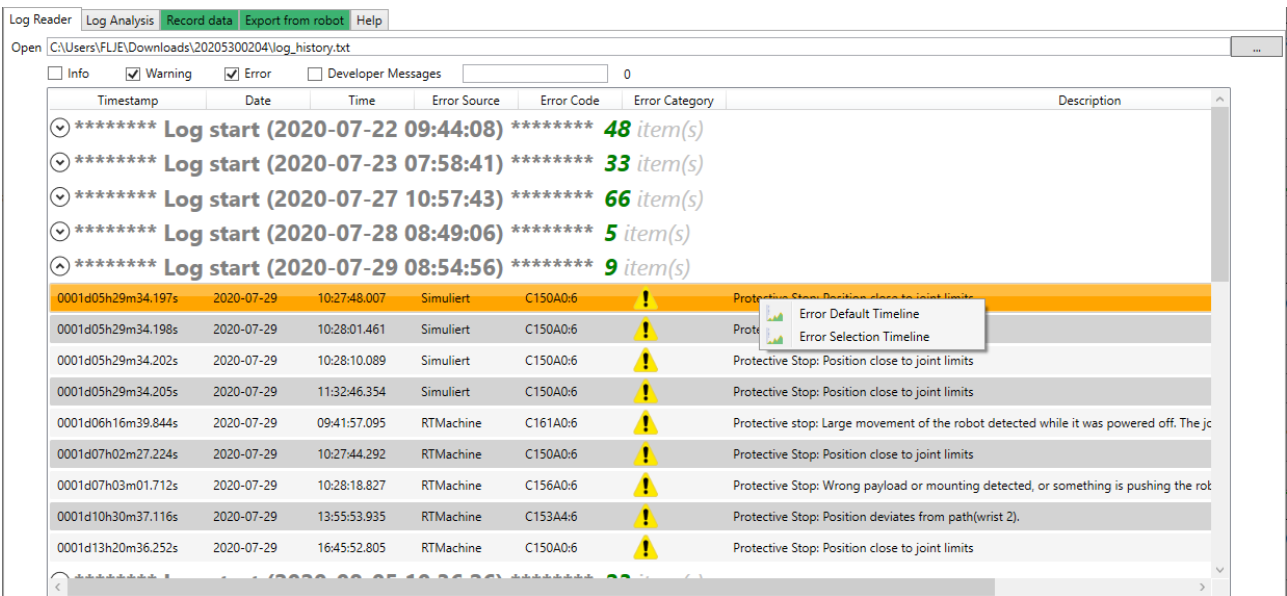 Log Reader Log Analysis Record data Export from robot Help
Open C:\Users\FLJE\Downloads\20205300204\log_history.txt ...
Info Warning Error Developer Messages 0
Timestamp Date Time Error Source Error Code Error Category Description
******** Log start (2020-07-22 09:44:08) ******** 48 item(s)
******** Log start (2020-07-23 07:58:41) ******** 33 item(s)
******** Log start (2020-07-27 10:57:43) ******** 66 item(s)
******** Log start (2020-07-28 08:49:06) ******** 5 item(s)
******** Log start (2020-07-29 08:54:56) ******** 9 item(s)
0001d05h29m34.197s 2020-07-29 10:27:48.007 Simuliert C150A0:6 Protective Stop: Position close to joint limits
Error Default Timeline
0001d05h29m34.198s 2020-07-29 10:28:01.461 Simuliert C150A0:6 Prote
Error Selection Timeline
0001d05h29m34.202s 2020-07-29 10:28:10.089 Simuliert C150A0:6 Protective Stop: Position close to joint limits
0001d05h29m34.205s 2020-07-29 11:32:46.354 Simuliert C150A0:6 Protective Stop: Position close to joint limits
0001d06h16m39.844s 2020-07-29 09:41:57.095 RTMachine C161A0:6 Protective stop: Large movement of the robot detected while it was powered off. The jo
0001d07h02m27.224s 2020-07-29 10:27:44.292 RTMachine C150A0:6 Protective Stop: Position close to joint limits
0001d07h03m01.712s 2020-07-29 10:28:18.827 RTMachine C156A0:6 Protective Stop: Wrong payload or mounting detected, or something is pushing the rob
0001d10h30m37.116s 2020-07-29 13:55:53.935 RTMachine C153A4:6 Protective Stop: Position deviates from path(wrist 2).
0001d13h20m36.252s 2020-07-29 16:45:52.805 RTMachine C150A0:6 Protective Stop: Position close to joint limits